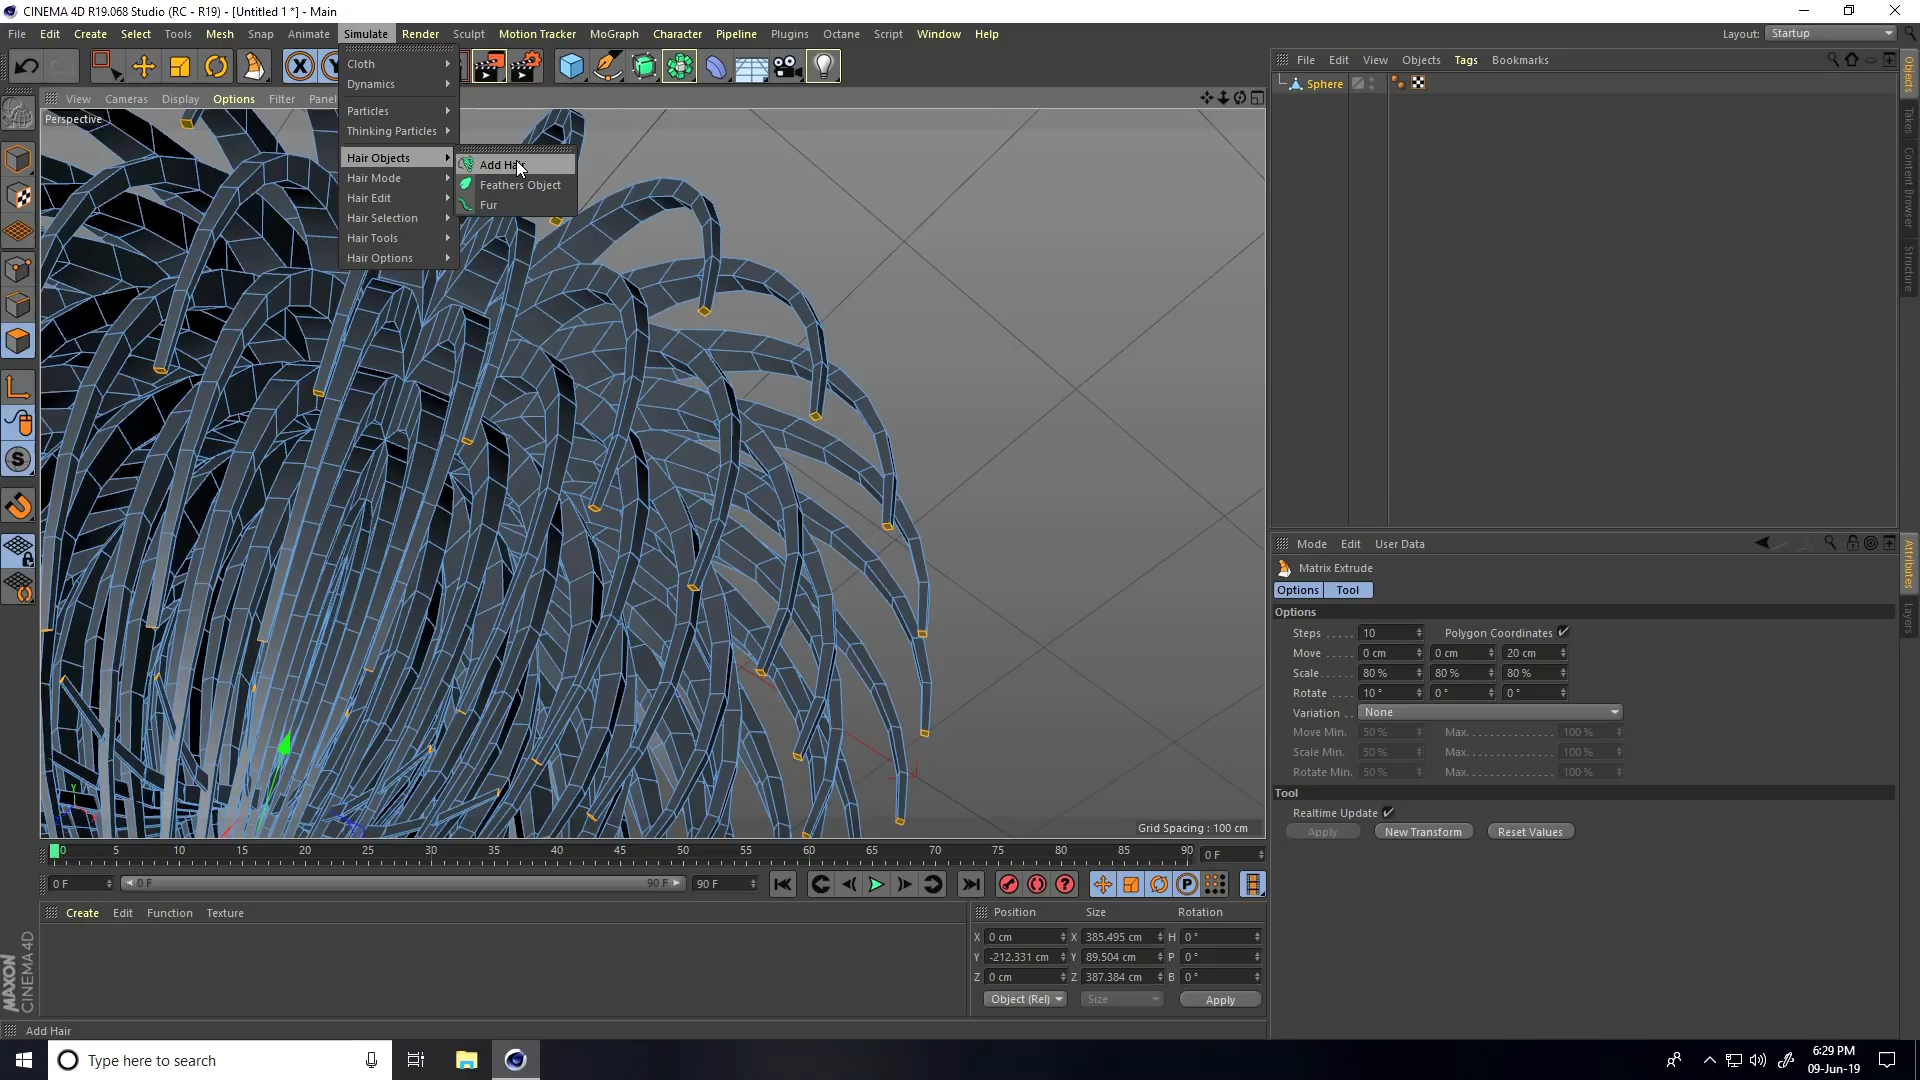 CINEMA 4D R19.068 Studio (RC - R19) - [Untitled 1 *] - Main
File Edit Create Select Tools Mesh Snap Animate Simulate Render Sculpt Motion Tracker MoGraph Character Pipeline Plugins Octane Script Window Help
Layout: Startup
View Cameras Display Options Filter Panel
Perspective
Cloth
Dynamics
Particles
Thinking Particles
Hair Objects
Hair Mode
Hair Edit
Hair Selection
Hair Tools
Hair Options
Add Hair
Feathers Object
Fur
Grid Spacing : 100 cm
File Edit View Objects Tags Bookmarks
Sphere
Objects
Takes
Content Browser
Structure
Mode Edit User Data
Matrix Extrude
Options Tool
Options
Steps 10 Polygon Coordinates
Move 0 cm 0 cm 20 cm
Scale 80 % 80 % 80 %
Rotate 10 ° 0 ° 0 °
Variation None
Move Min. 50 % Max. 100 %
Scale Min. 50 % Max. 100 %
Rotate Min. 50 % Max. 100 %
Tool
Realtime Update
Apply New Transform Reset Values
Attributes
Layers
0 5 10 15 20 25 30 35 40 45 50 55 60 65 70 75 80 85 90 0 F
0 F 0 F 90 F 90 F
Create Edit Function Texture
Position Size Rotation
X 0 cm X 385.495 cm H 0 °
Y -212.331 cm Y 89.504 cm P 0 °
Z 0 cm Z 387.384 cm B 0 °
Object (Rel) Size Apply
MAXON
CINEMA 4D
Add Hair
Type here to search
6:29 PM
09-Jun-19